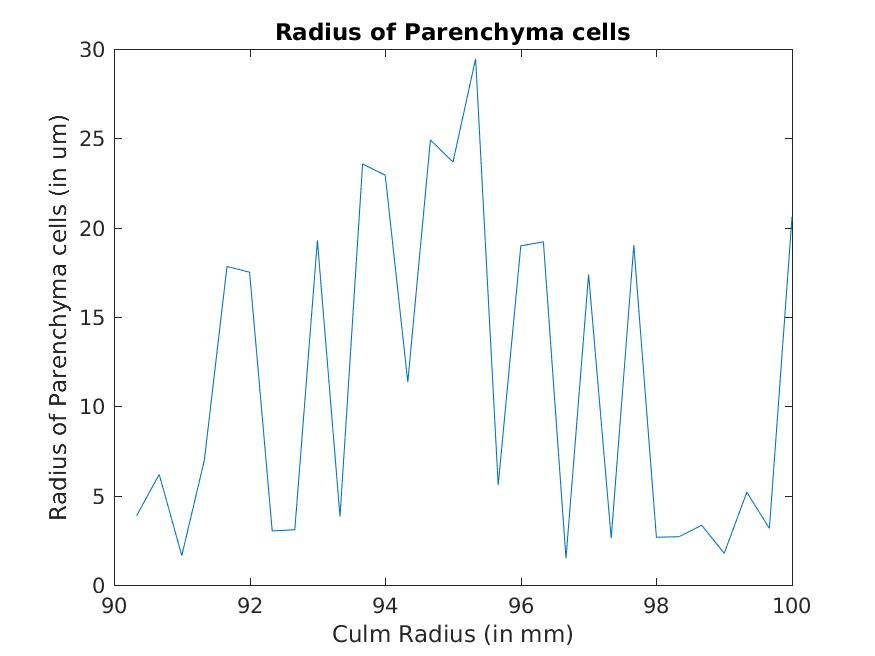 Radius of Parenchyma cells
30
25
20
15
10
5
0
Radius of Parenchyma cells (in um)
90 92 94 96 98 100
Culm Radius (in mm)